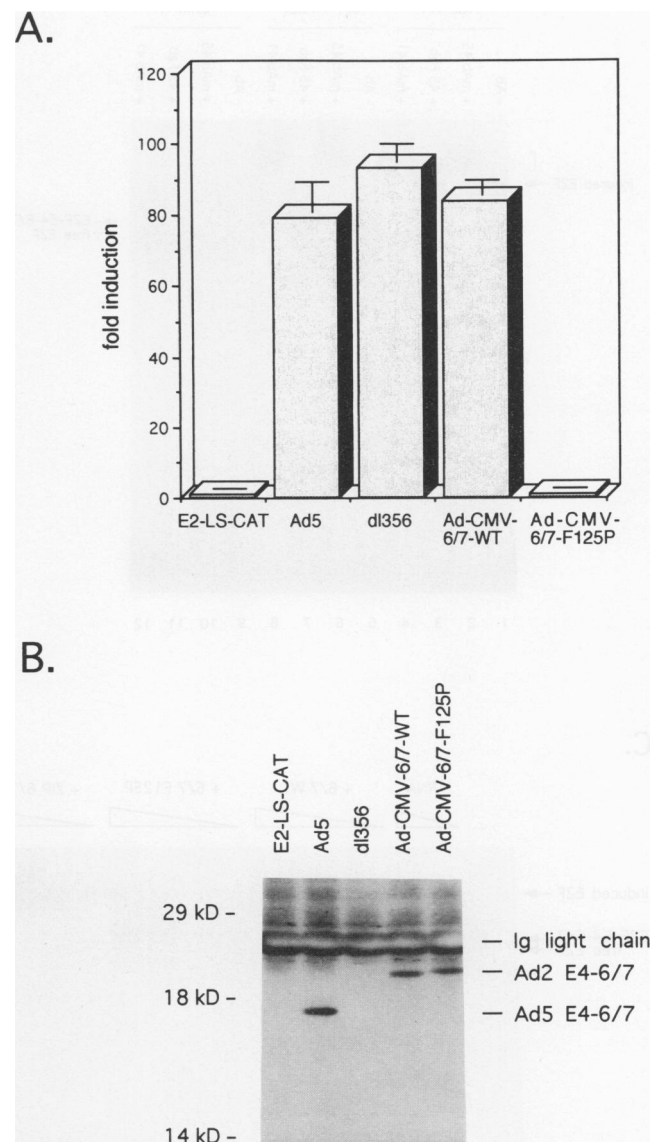 A.
120
100
80
60
40
20
0
fold induction
E2-LS-CAT
Ad5
dl356
Ad-CMV-
6/7-WT
Ad-CMV-
6/7-F125P
B.
E2-LS-CAT
Ad5
dl356
Ad-CMV-6/7-WT
Ad-CMV-6/7-F125P
29 kD –
18 kD –
14 kD –
— Ig light chain
— Ad2 E4-6/7
— Ad5 E4-6/7